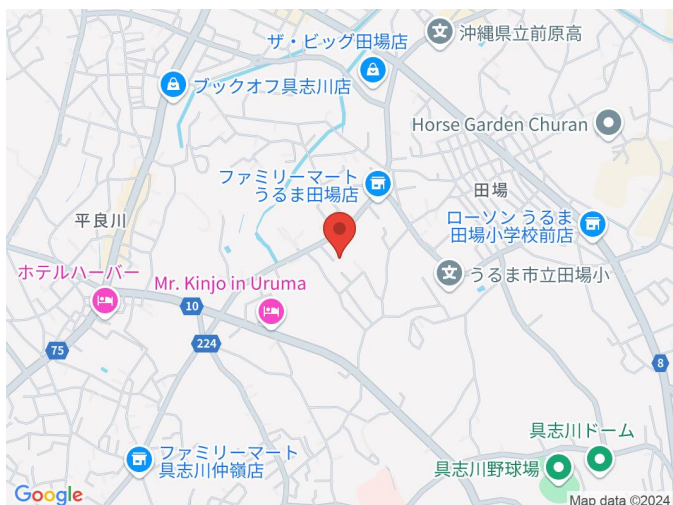 ザ・ビッグ田場店
沖縄県立前原高
ブックオフ具志川店
Horse Garden Churan
ファミリーマート
うるま田場店
田場
平良川
ローソン うるま
田場小学校前店
ホテルハーバー
Mr. Kinjo in Uruma
うるま市立田場小
10
224
75
8
具志川ドーム
ファミリーマート
具志川仲嶺店
具志川野球場
Google
Map data ©2024